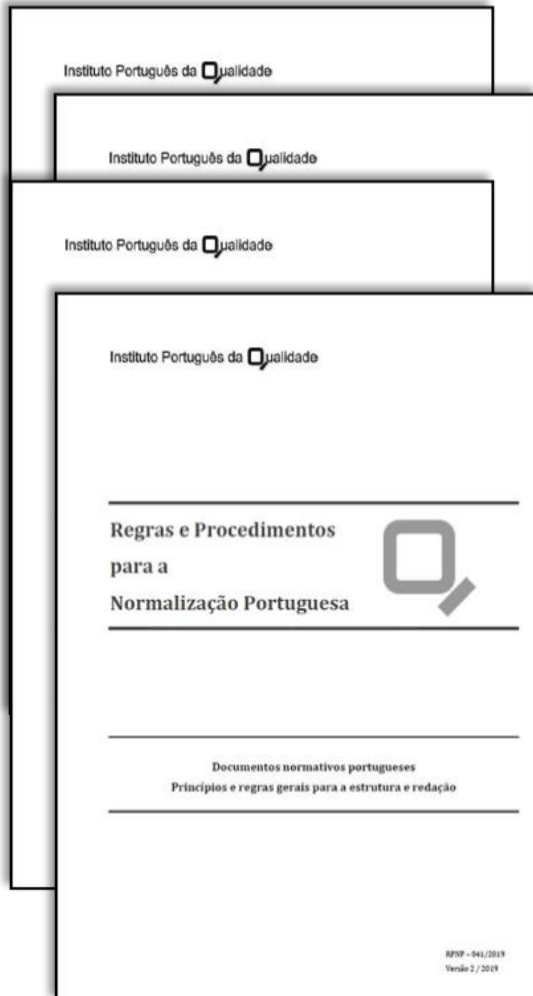 Instituto Português da Qualidade
Instituto Português da Qualidade
Instituto Português da Qualidade
Instituto Português da Qualidade
Regras e Procedimentos
para a
Normalização Portuguesa
Documentos normativos portugueses
Princípios e regras gerais para a estrutura e redação
RPNP – 041/2019
Versão 2 / 2019